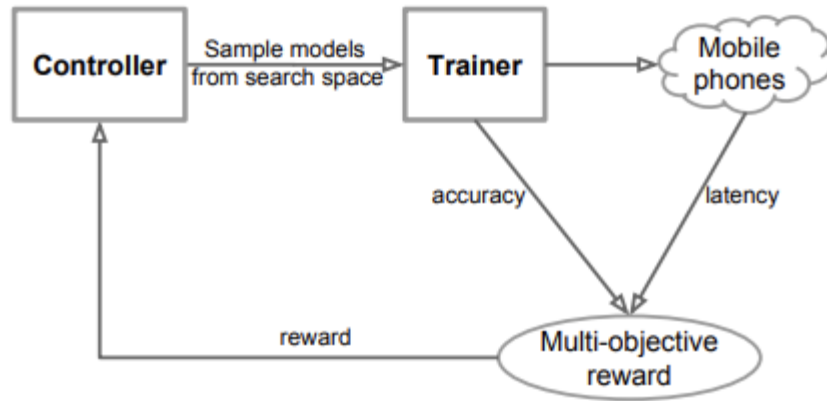 Controller
Sample models
from search space
Trainer
Mobile
phones
accuracy
latency
reward
Multi-objective
reward